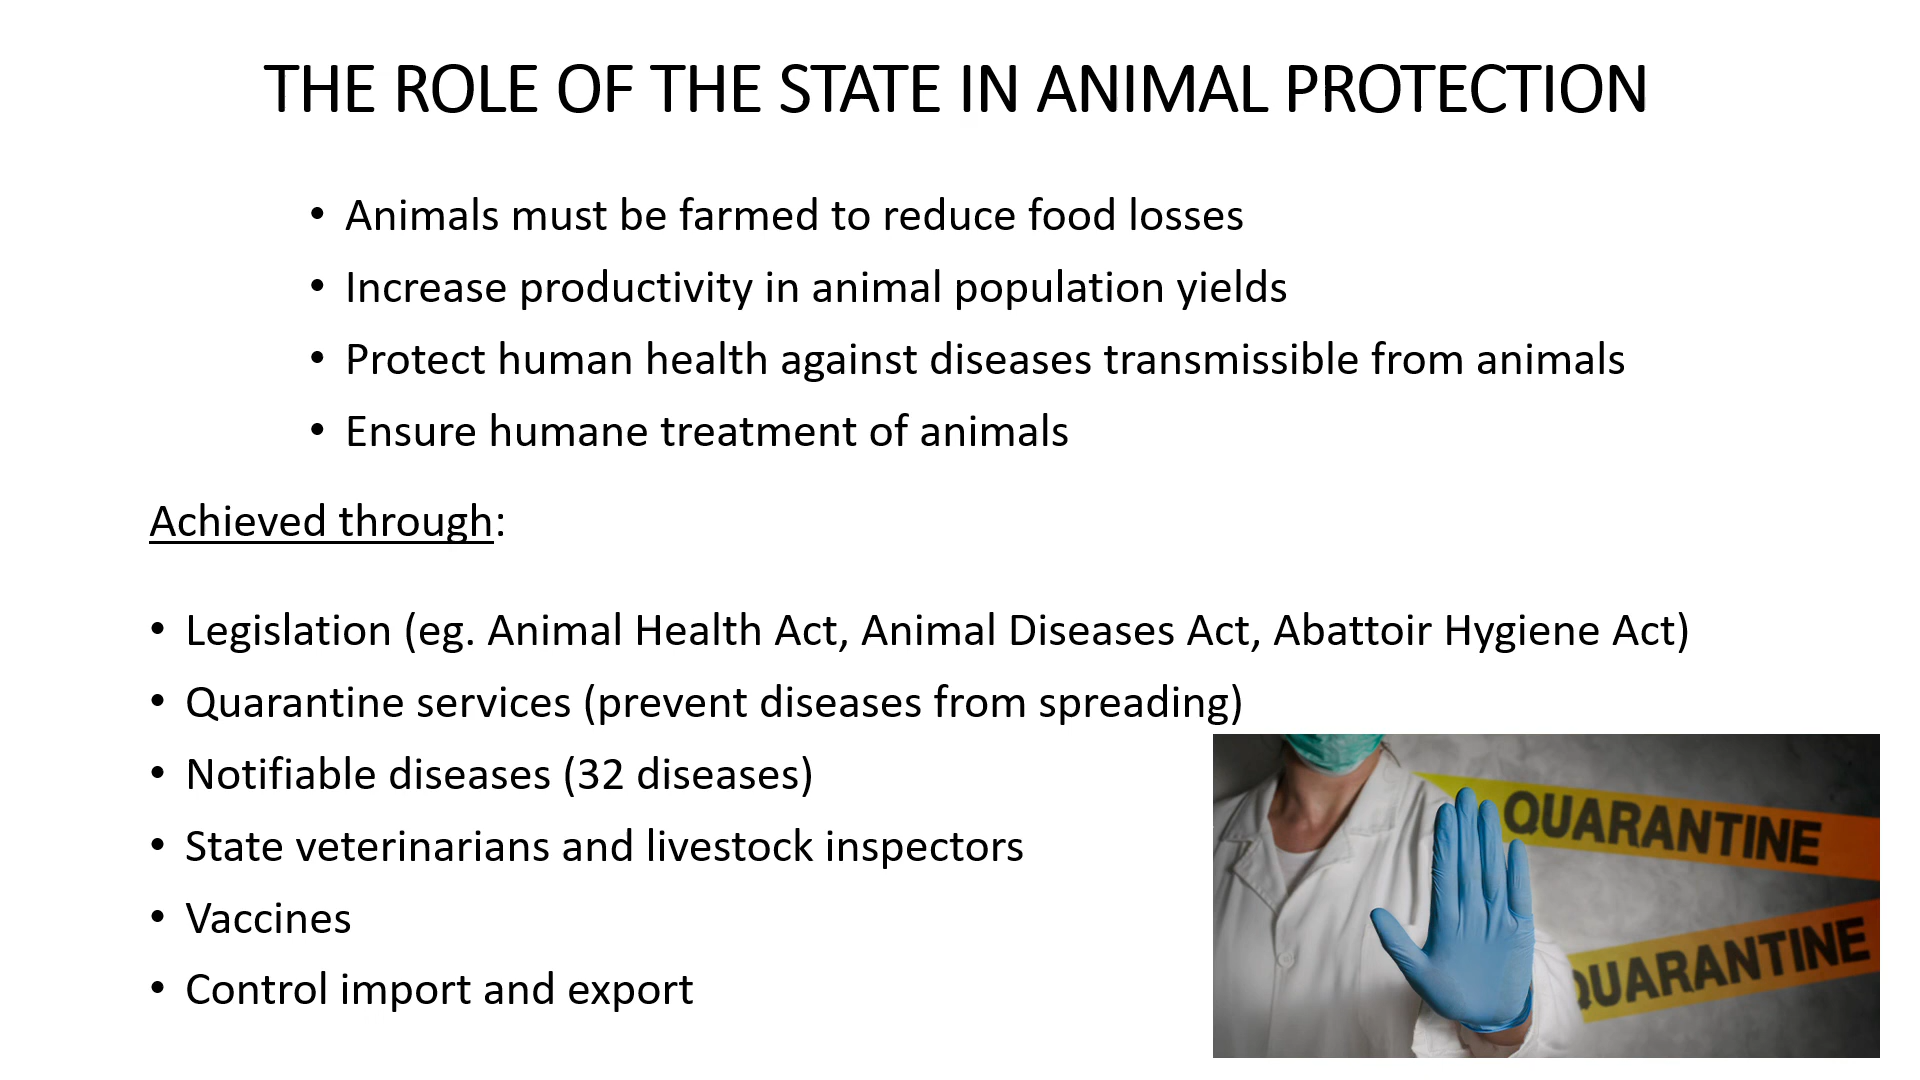 THE ROLE OF THE STATE IN ANIMAL PROTECTION
• Animals must be farmed to reduce food losses
• Increase productivity in animal population yields
• Protect human health against diseases transmissible from animals
• Ensure humane treatment of animals
Achieved through:
• Legislation (eg. Animal Health Act, Animal Diseases Act, Abattoir Hygiene Act)
• Quarantine services (prevent diseases from spreading)
• Notifiable diseases (32 diseases)
• State veterinarians and livestock inspectors
• Vaccines
• Control import and export
QUARANTINE
QUARANTINE